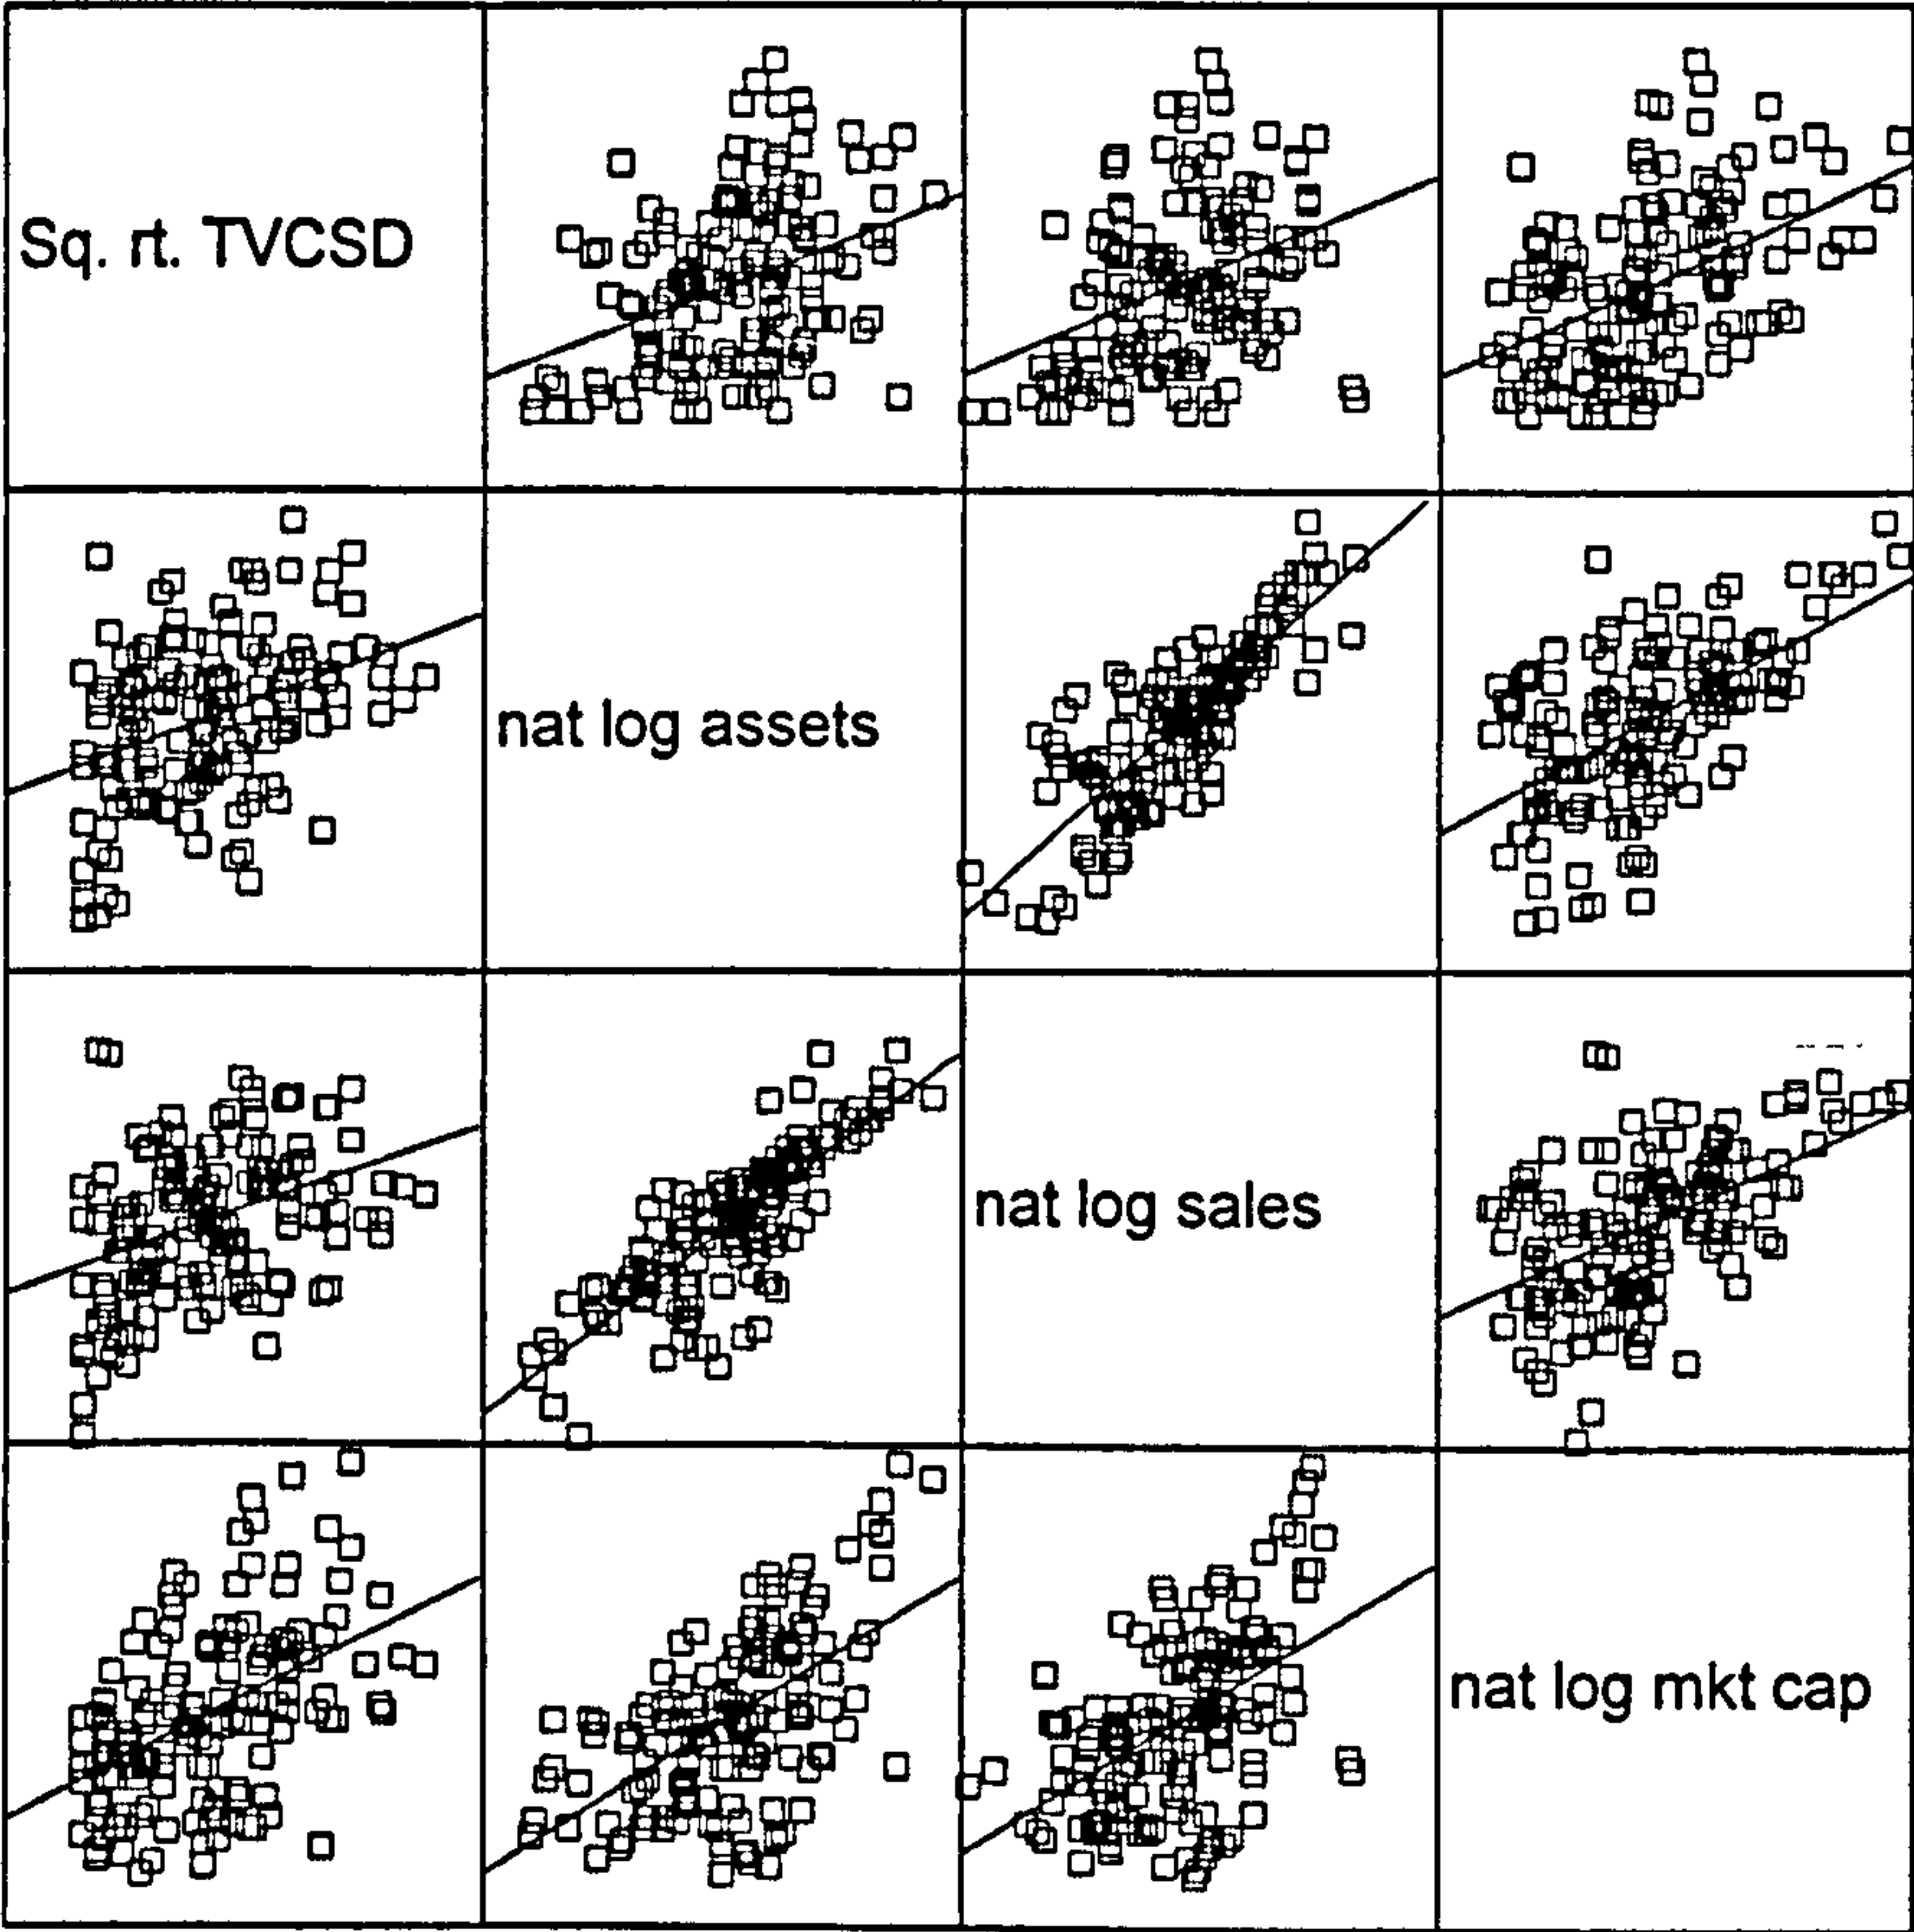 Sq. rt. TVCSD
nat log assets
nat log sales
nat log mkt cap